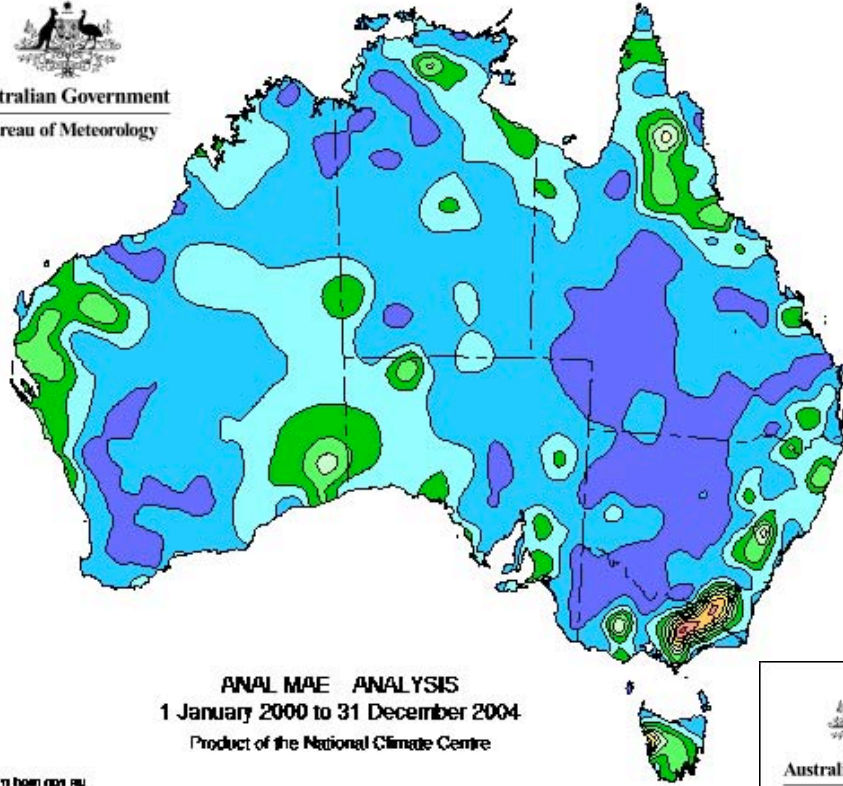 tralian Government
reau of Meteorology
ANAL MAE ANALYSIS
1 January 2000 to 31 December 2004
Product of the National Climate Centre
Australi